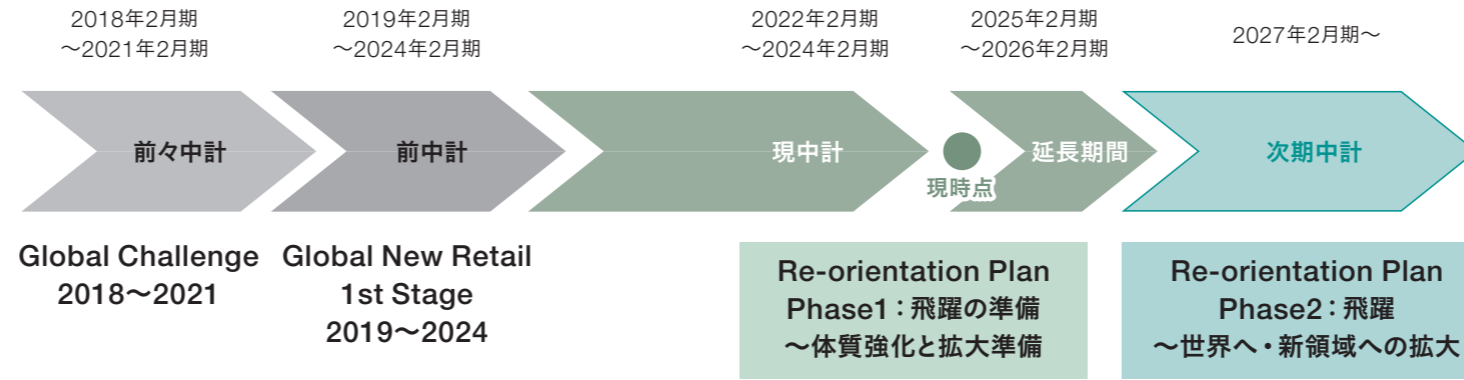 2018年2月期
～2021年2月期
2019年2月期
～2024年2月期
2022年2月期
～2024年2月期
2025年2月期
～2026年2月期
2027年2月期～
前々中計
前中計
現中計
現時点
延長期間
次期中計
Global Challenge
2018～2021
Global New Retail
1st Stage
2019～2024
Re-orientation Plan
Phase1：飛躍の準備
～体質強化と拡大準備
Re-orientation Plan
Phase2：飛躍
～世界へ・新領域への拡大